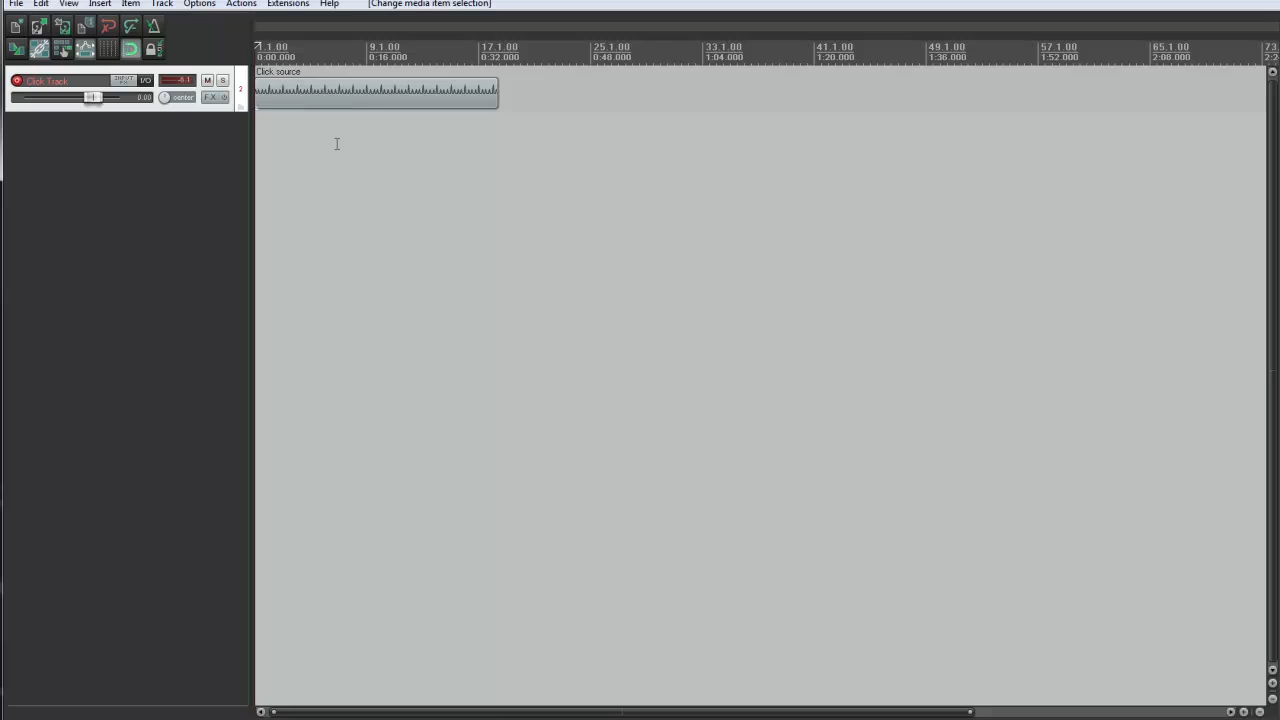 File Edit View Insert Item Track Options Actions Extensions Help [Change media item selection]
1.1.00 9.1.00 17.1.00 25.1.00 33.1.00 41.1.00 49.1.00 57.1.00 65.1.00 73.
0:00.000 0:16.000 0:32.000 0:48.000 1:04.000 1:20.000 1:36.000 1:52.000 2:08.000
Click source
Click Track INPUT FX I/O M S
2
0.00 center FX